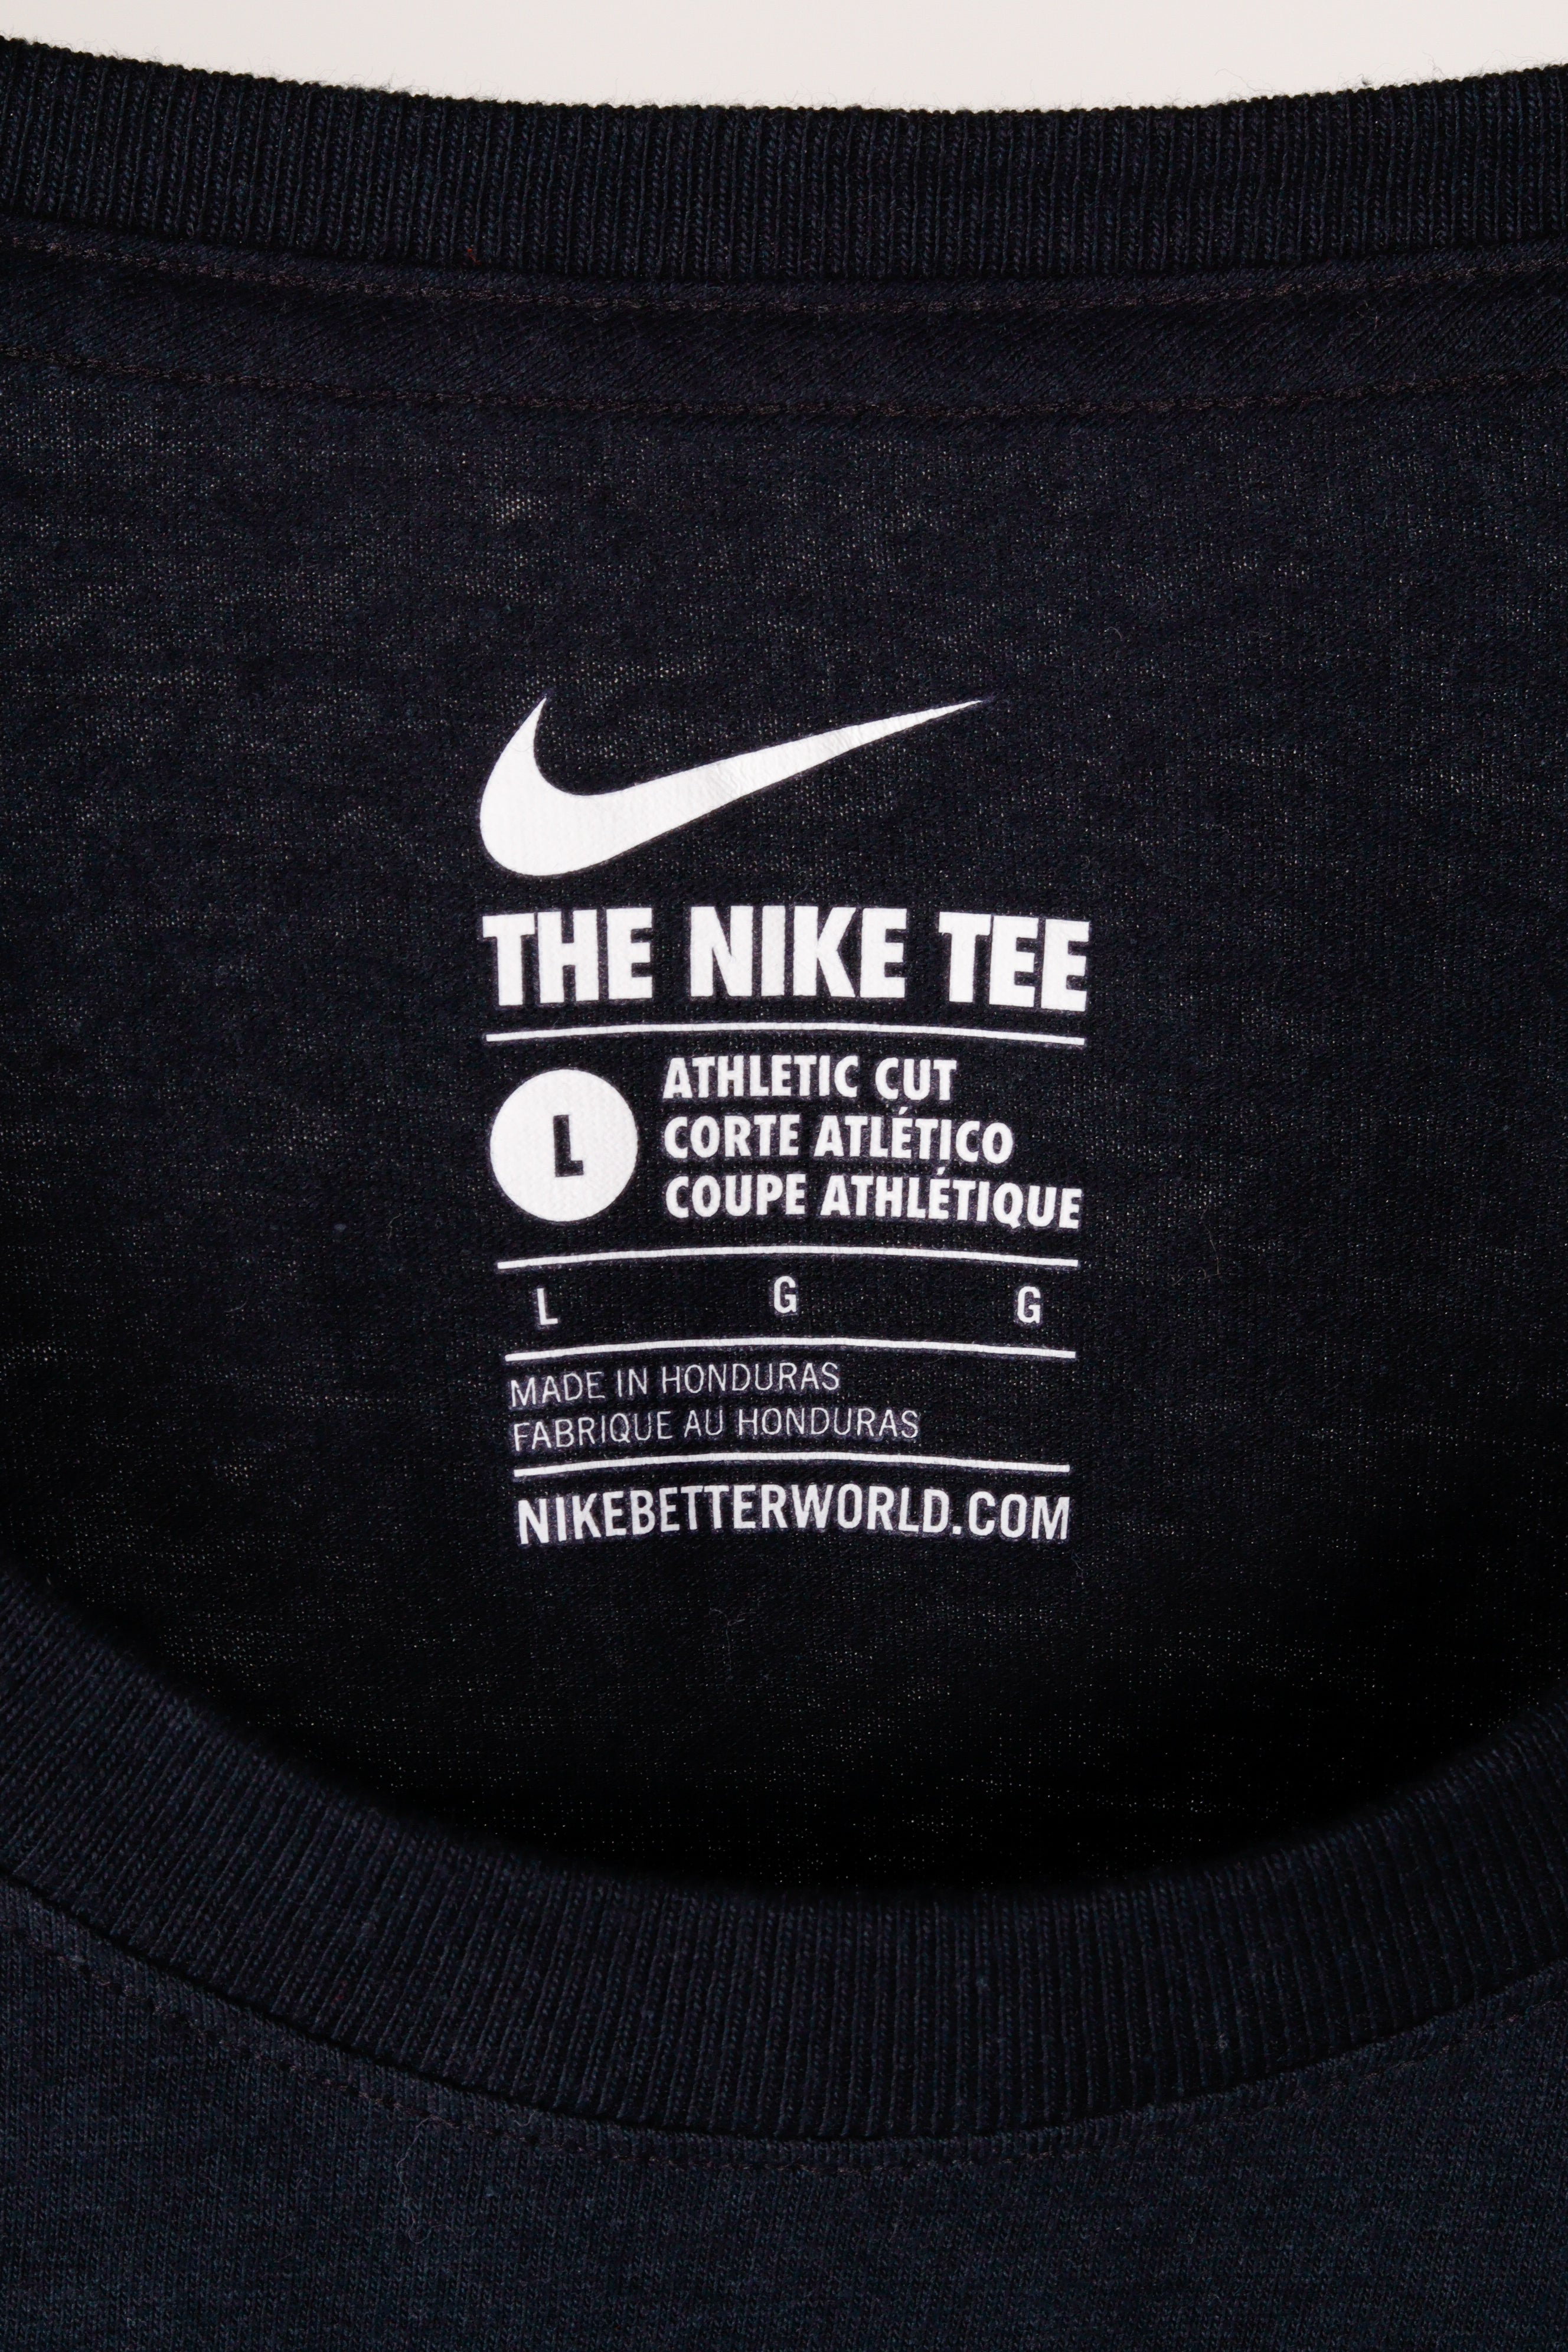 THE NIKE TEE
L
ATHLETIC CUT
CORTE ATLÉTICO
COUPE ATHLÉTIQUE
L G G
MADE IN HONDURAS
FABRIQUE AU HONDURAS
NIKEBETTERWORLD.COM